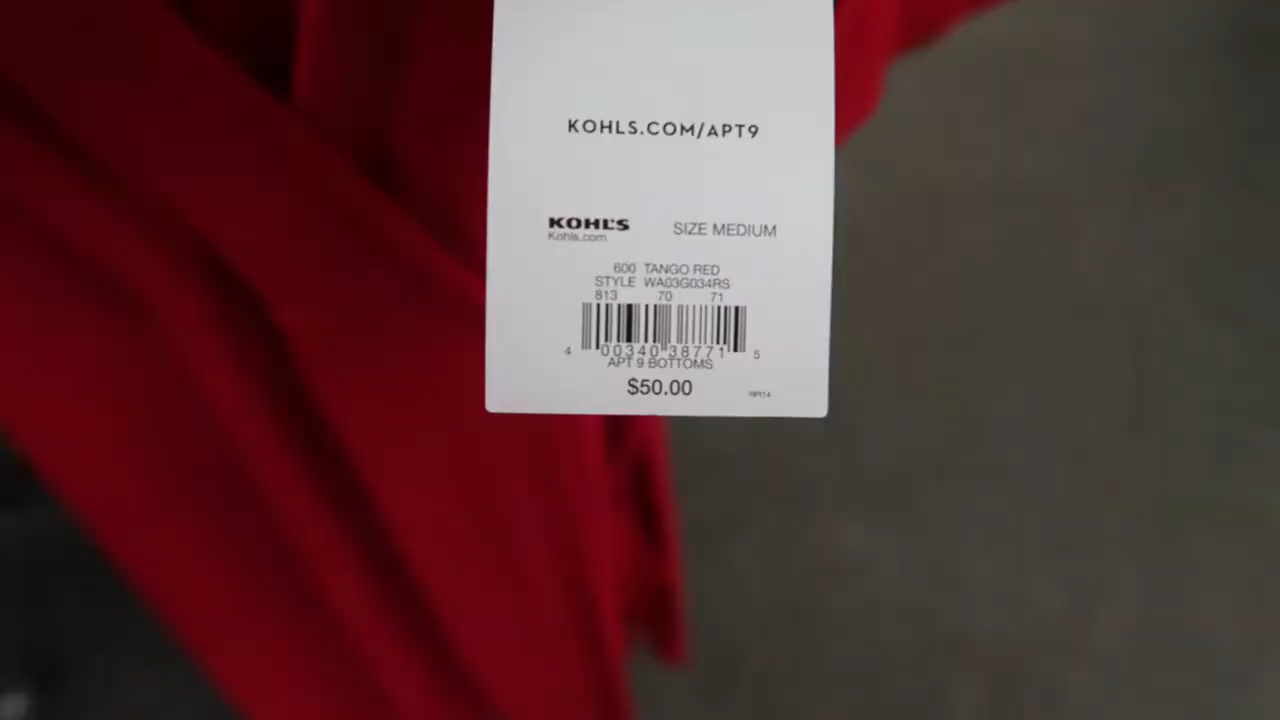 KOHLS.COM/APT9
KOHL'S SIZE MEDIUM
Kohls.com
600 TANGO RED
STYLE WA03G034RS
813 70 71
4 00340 38771 5
APT 9 BOTTOMS
$50.00